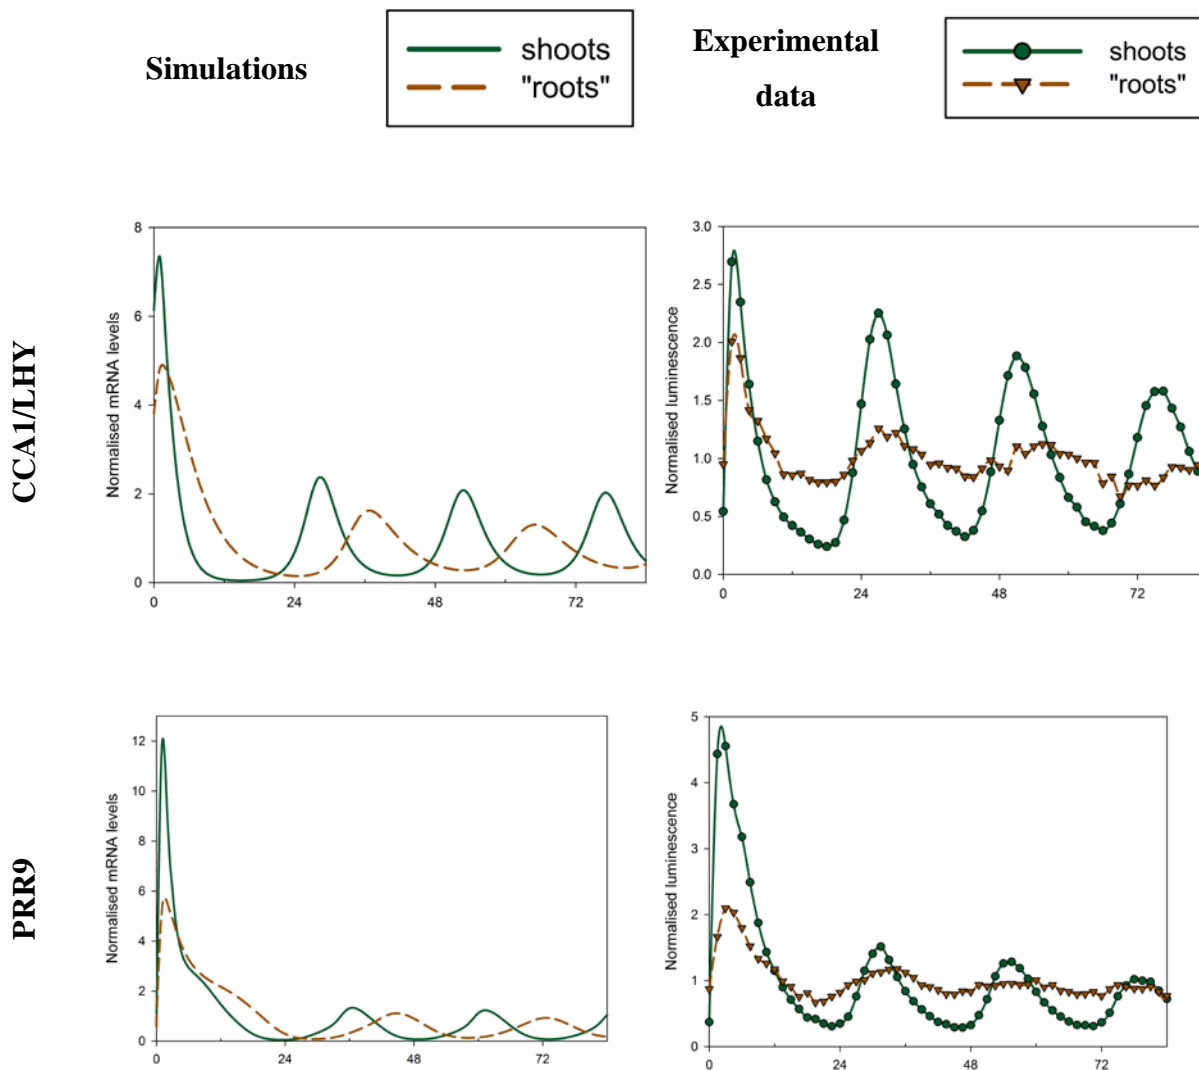 Simulations
shoots
"roots"
Experimental
data
shoots
"roots"
CCA1/LHY
Normalised mRNA levels
8
6
4
2
0
0 24 48 72
Normalised luminescence
3.0
2.5
2.0
1.5
1.0
0.5
0.0
0 24 48 72
PRR9
Normalised mRNA levels
12
10
8
6
4
2
0
0 24 48 72
Normalised luminescence
5
4
3
2
1
0
0 24 48 72